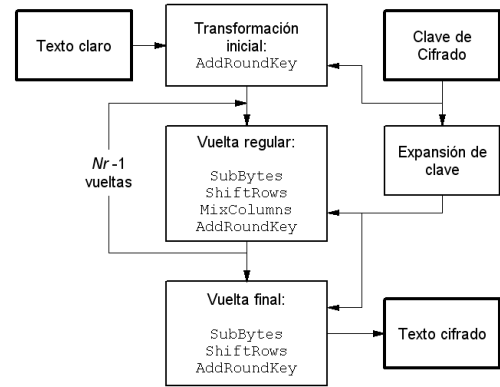 Texto claro
Transformación
inicial:
AddRoundKey
Clave de
Cifrado
Nr -1
vueltas
Vuelta regular:
SubBytes
ShiftRows
MixColumns
AddRoundKey
Expansión de
clave
Vuelta final:
SubBytes
ShiftRows
AddRoundKey
Texto cifrado